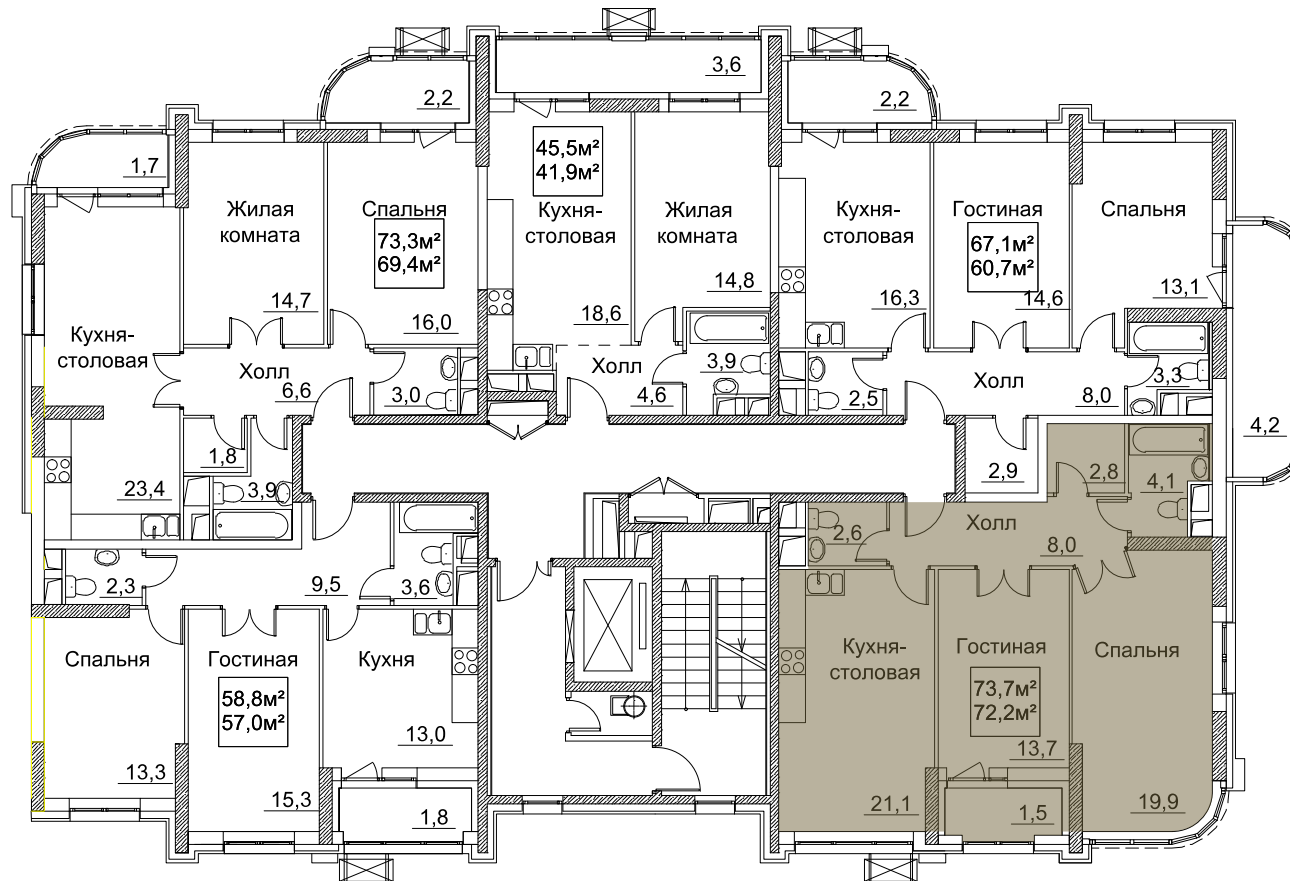 3,6
2,2
2,2
1,7
45,5м²
41,9м²
Жилая
комната
14,7
Спальня
73,3м²
69,4м²
16,0
Кухня-
столовая
18,6
Жилая
комната
14,8
Кухня-
столовая
16,3
Гостиная
67,1м²
60,7м²
14,6
Спальня
13,1
Кухня-
столовая
23,4
Холл
6,6
3,0
Холл
4,6
3,9
2,5
Холл
8,0
3,3
4,2
1,8
3,9
2,9
2,8
4,1
2,3
9,5
3,6
2,6
Холл
8,0
Спальня
13,3
Гостиная
58,8м²
57,0м²
15,3
Кухня
13,0
1,8
Кухня-
столовая
21,1
Гостиная
73,7м²
72,2м²
13,7
1,5
Спальня
19,9